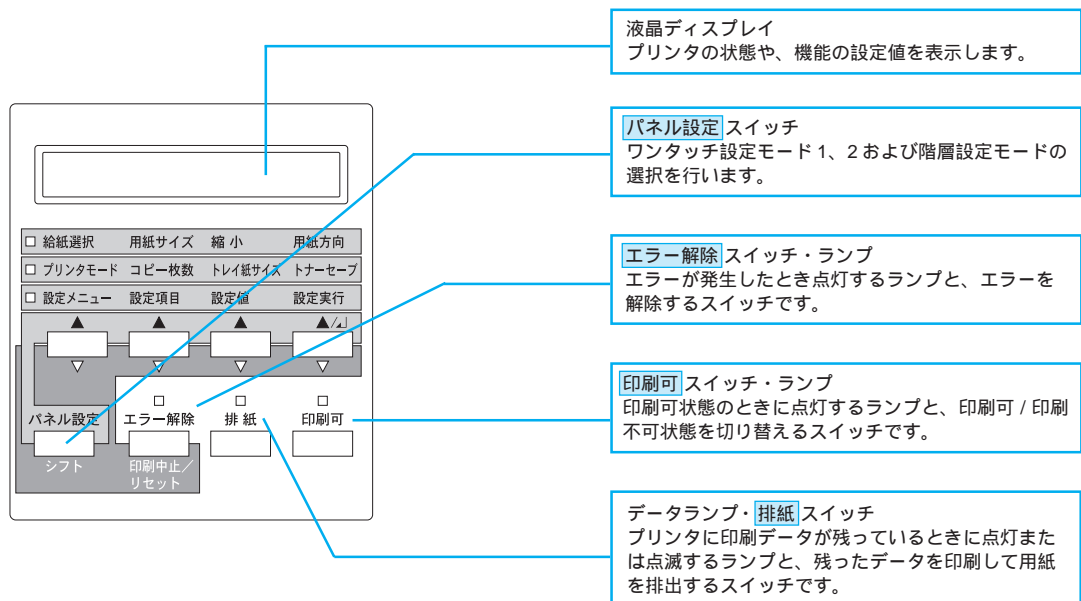 液晶ディスプレイ
プリンタの状態や、機能の設定値を表示します。
パネル設定 スイッチ
ワンタッチ設定モード 1、2 および階層設定モードの
選択を行います。
エラー解除 スイッチ・ランプ
エラーが発生したとき点灯するランプと、エラーを
解除するスイッチです。
印刷可 スイッチ・ランプ
印刷可状態のときに点灯するランプと、印刷可 / 印刷
不可状態を切り替えるスイッチです。
データランプ・排紙 スイッチ
プリンタに印刷データが残っているときに点灯また
は点滅するランプと、残ったデータを印刷して用紙
を排出するスイッチです。
□ 給紙選択 用紙サイズ 縮 小 用紙方向
□ プリンタモード コピー枚数 トレイ紙サイズ トナーセーブ
□ 設定メニュー 設定項目 設定値 設定実行
▲ ▲ ▲ ▲/↵
▽ ▽ ▽ ▽
パネル設定 エラー解除 排 紙 印刷可
シフト 印刷中止/
リセット